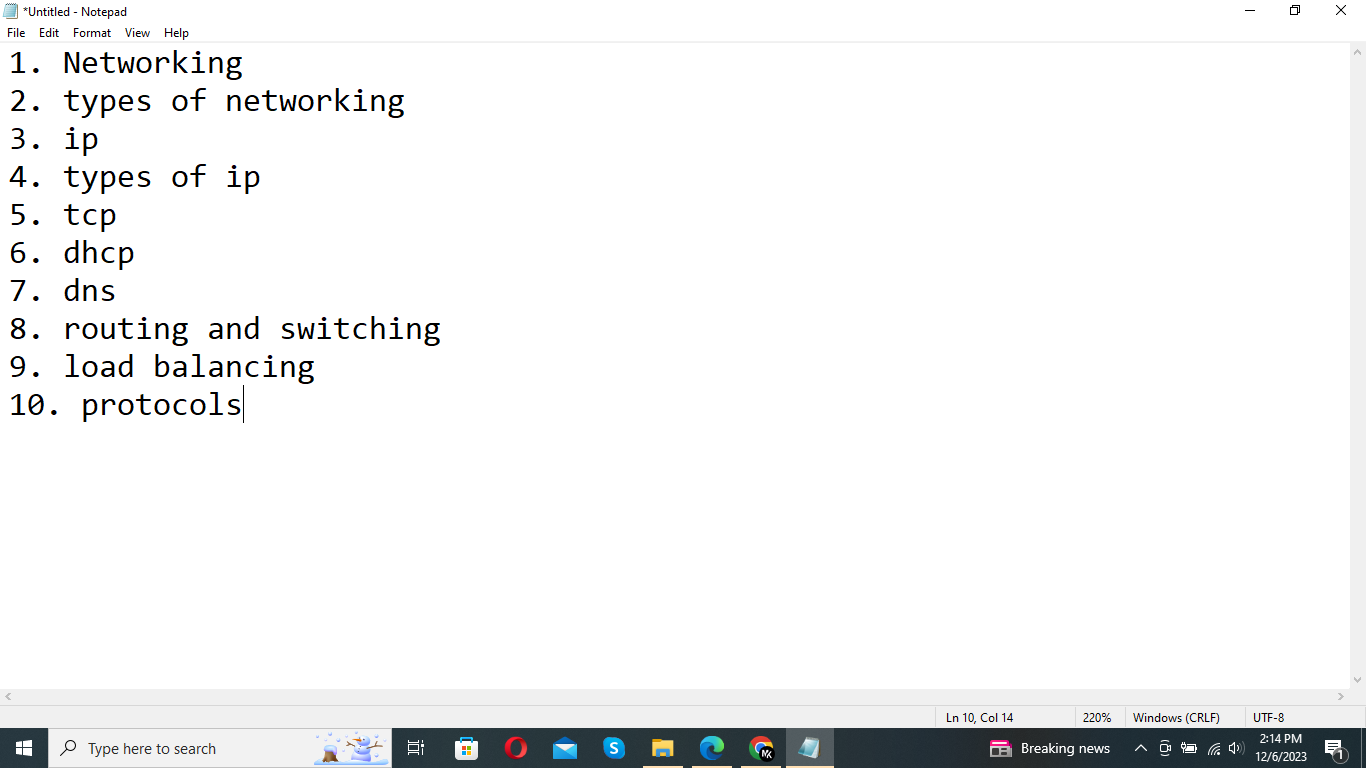 *Untitled - Notepad
File Edit Format View Help
1. Networking
2. types of networking
3. ip
4. types of ip
5. tcp
6. dhcp
7. dns
8. routing and switching
9. load balancing
10. protocols
Ln 10, Col 14 220% Windows (CRLF) UTF-8
Type here to search
Breaking news
2:14 PM
12/6/2023
1